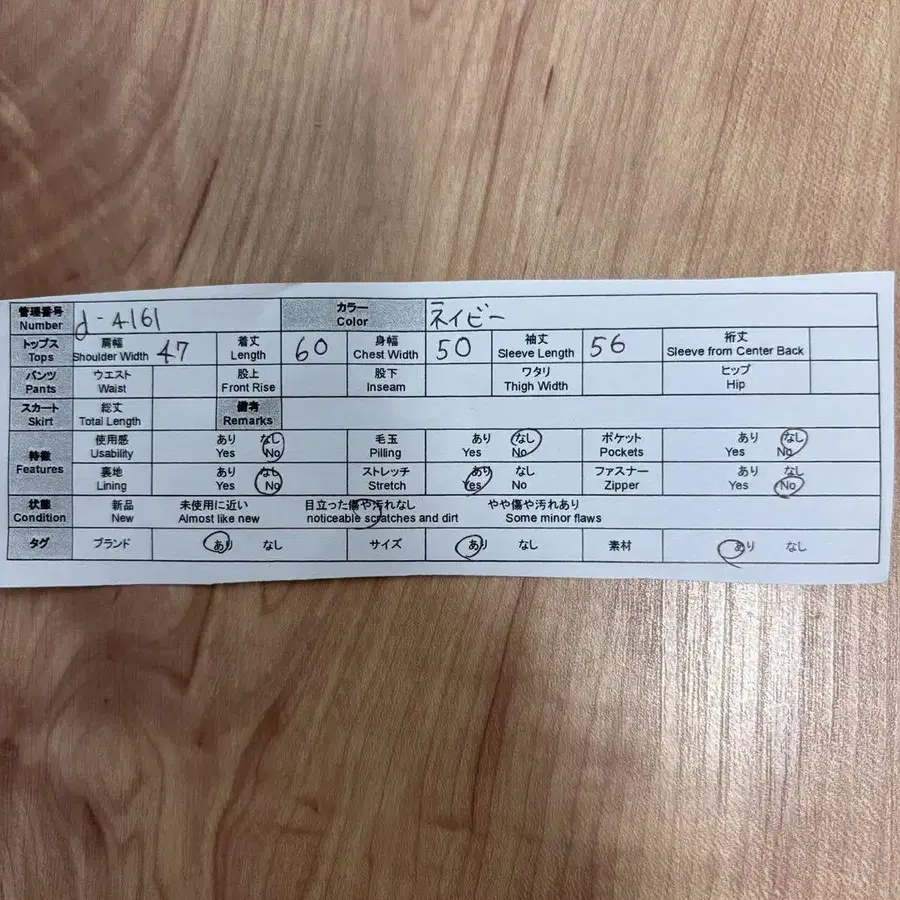 管理番号 Number d-4161 カラー Color ネイビー
トップス Tops 肩幅 Shoulder Width 47 着丈 Length 60 身幅 Chest Width 50 袖丈 Sleeve Length 56 裄丈 Sleeve from Center Back
パンツ Pants ウエスト Waist 股上 Front Rise 股下 Inseam ワタリ Thigh Width ヒップ Hip
スカート Skirt 総丈 Total Length 備考 Remarks
特徴 Features 使用感 Usability あり Yes なし No 毛玉 Pilling あり Yes なし No ポケット Pockets あり Yes なし No
裏地 Lining あり Yes なし No ストレッチ Stretch あり Yes なし No ファスナー Zipper あり Yes なし No
状態 Condition 新品 New 未使用に近い Almost like new 目立った傷や汚れなし noticeable scratches and dirt やや傷や汚れあり Some minor flaws
タグ ブランド あり なし サイズ あり なし 素材 あり なし